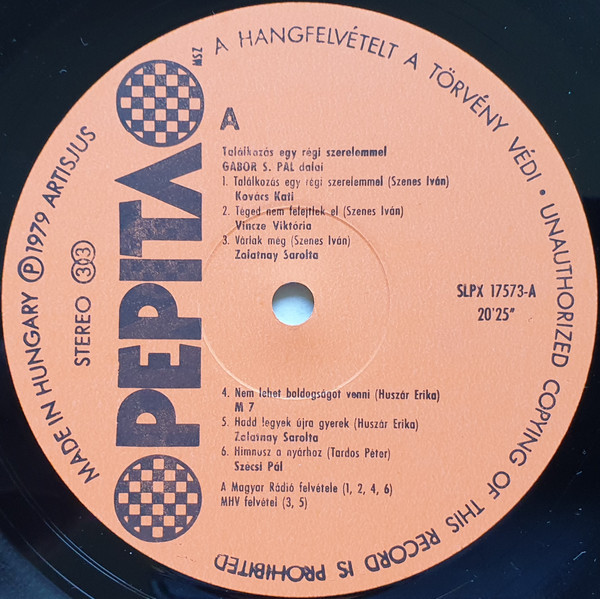 A HANGFELVÉTELT A TÖRVÉNY VÉDI • UNAUTHORIZED COPYING OF THIS RECORD IS PROHIBITED
MADE IN HUNGARY Ⓟ 1979 ARTISJUS
STEREO 33
PEPITA
MSZ
A
Találkozás egy régi szerelemmel
GÁBOR S. PÁL dalai
1. Találkozás egy régi szerelemmel (Szenes Iván)
Kovács Kati
2. Téged nem felejtlek el (Szenes Iván)
Vincze Viktória
3. Várlak még (Szenes Iván)
Zalatnay Sarolta
SLPX 17573-A
20'25"
4. Nem lehet boldogságot venni (Huszár Erika)
M 7
5. Hadd legyek újra gyerek (Huszár Erika)
Zalatnay Sarolta
6. Himnusz a nyárhoz (Tardos Péter)
Szécsi Pál
A Magyar Rádió felvétele (1, 2, 4, 6)
MHV felvétel (3, 5)